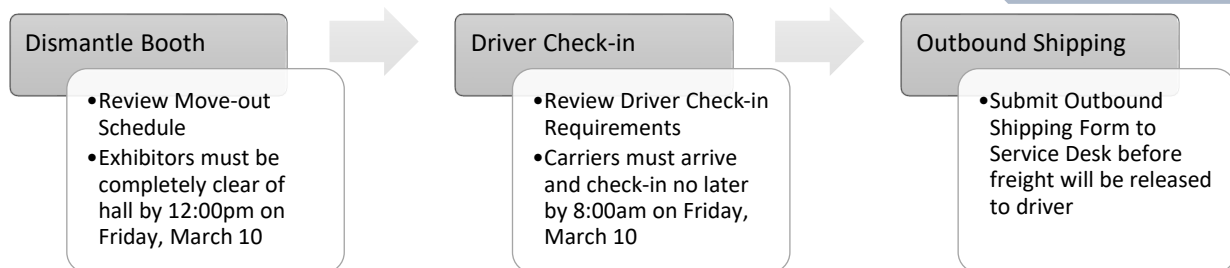 Dismantle Booth
•Review Move-out
Schedule
•Exhibitors must be
completely clear of
hall by 12:00pm on
Friday, March 10
Driver Check-in
•Review Driver Check-in
Requirements
•Carriers must arrive
and check-in no later
by 8:00am on Friday,
March 10
Outbound Shipping
•Submit Outbound
Shipping Form to
Service Desk before
freight will be released
to driver